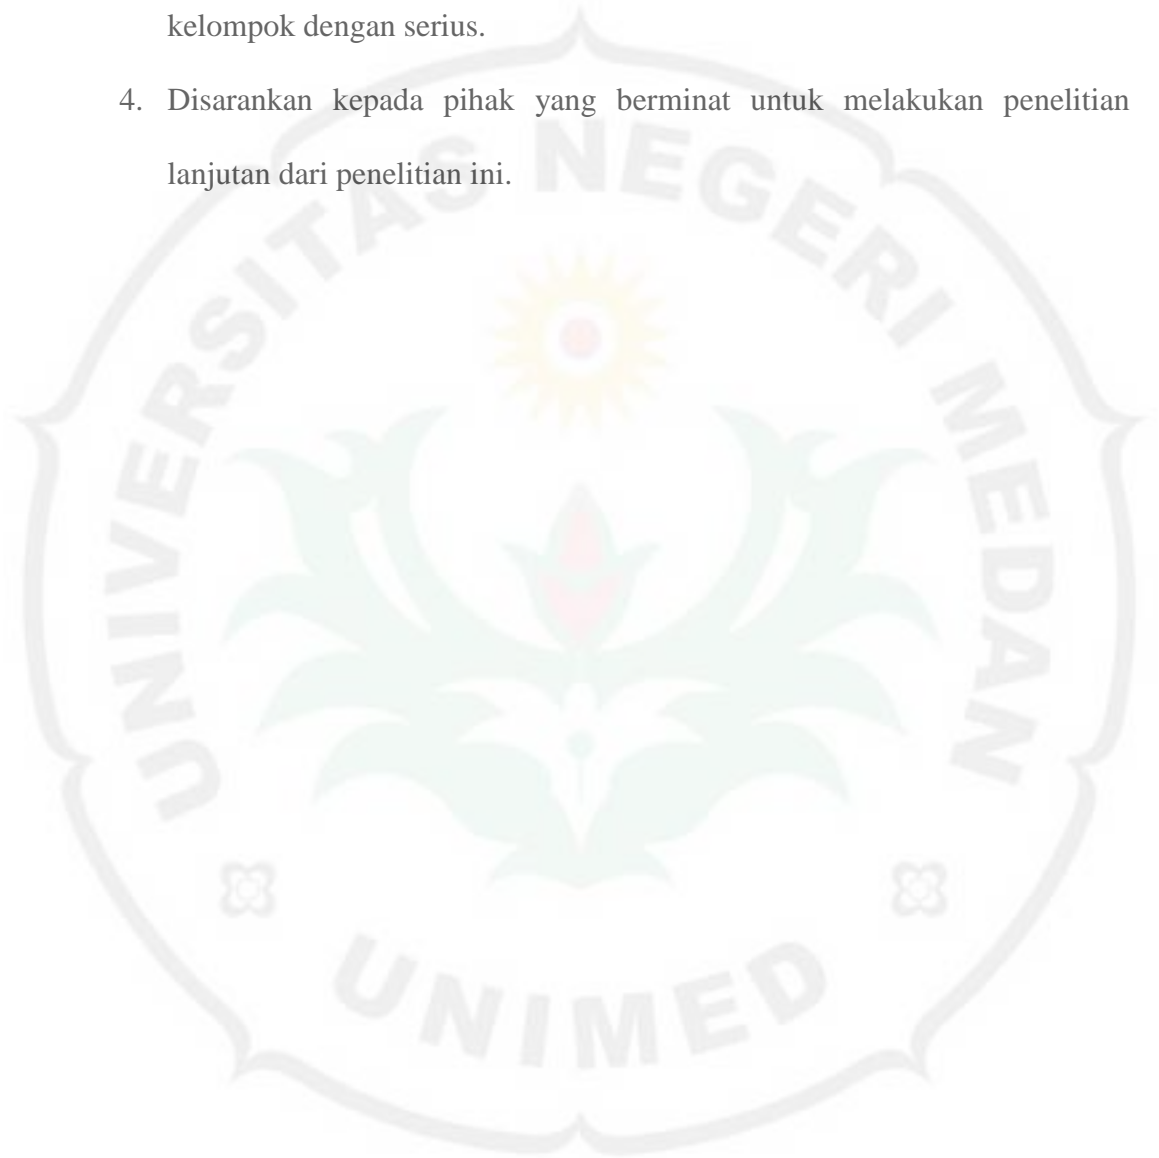 kelompok dengan serius.
4. Disarankan kepada pihak yang berminat untuk melakukan penelitian
lanjutan dari penelitian ini.
UNIVERSITAS NEGERI MEDAN
UNIMED